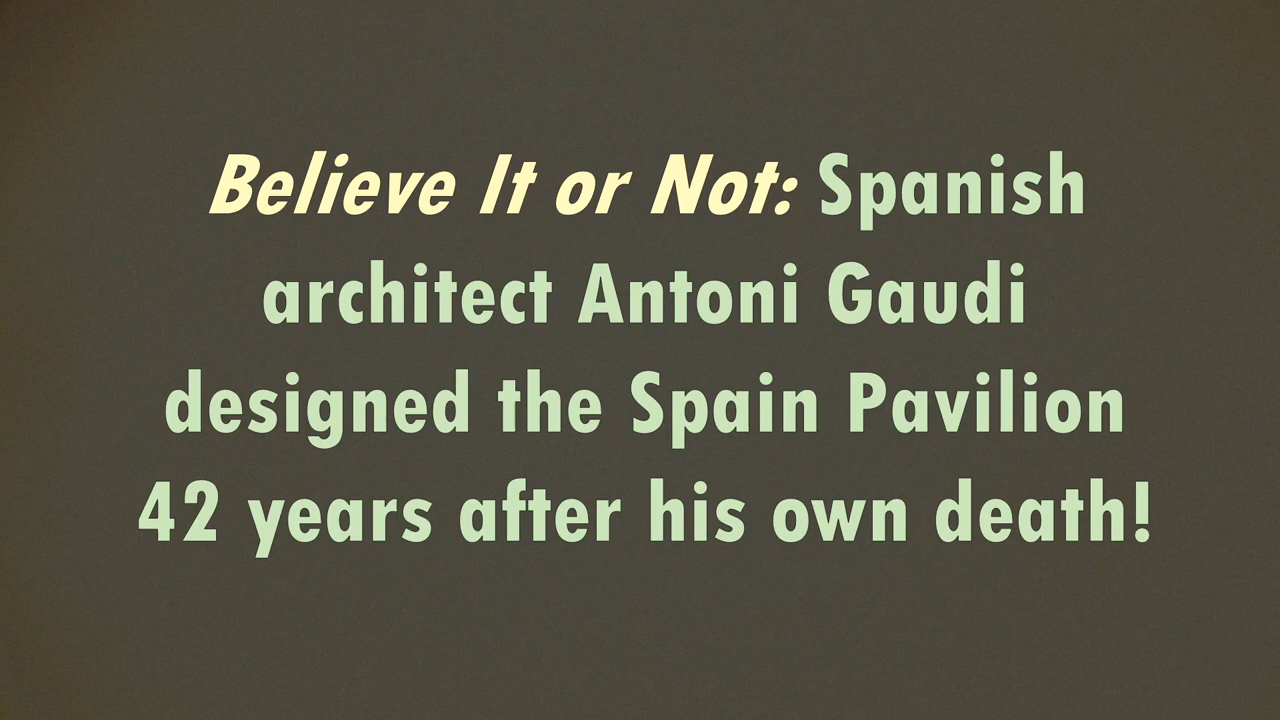 Believe It or Not: Spanish
architect Antoni Gaudi
designed the Spain Pavilion
42 years after his own death!